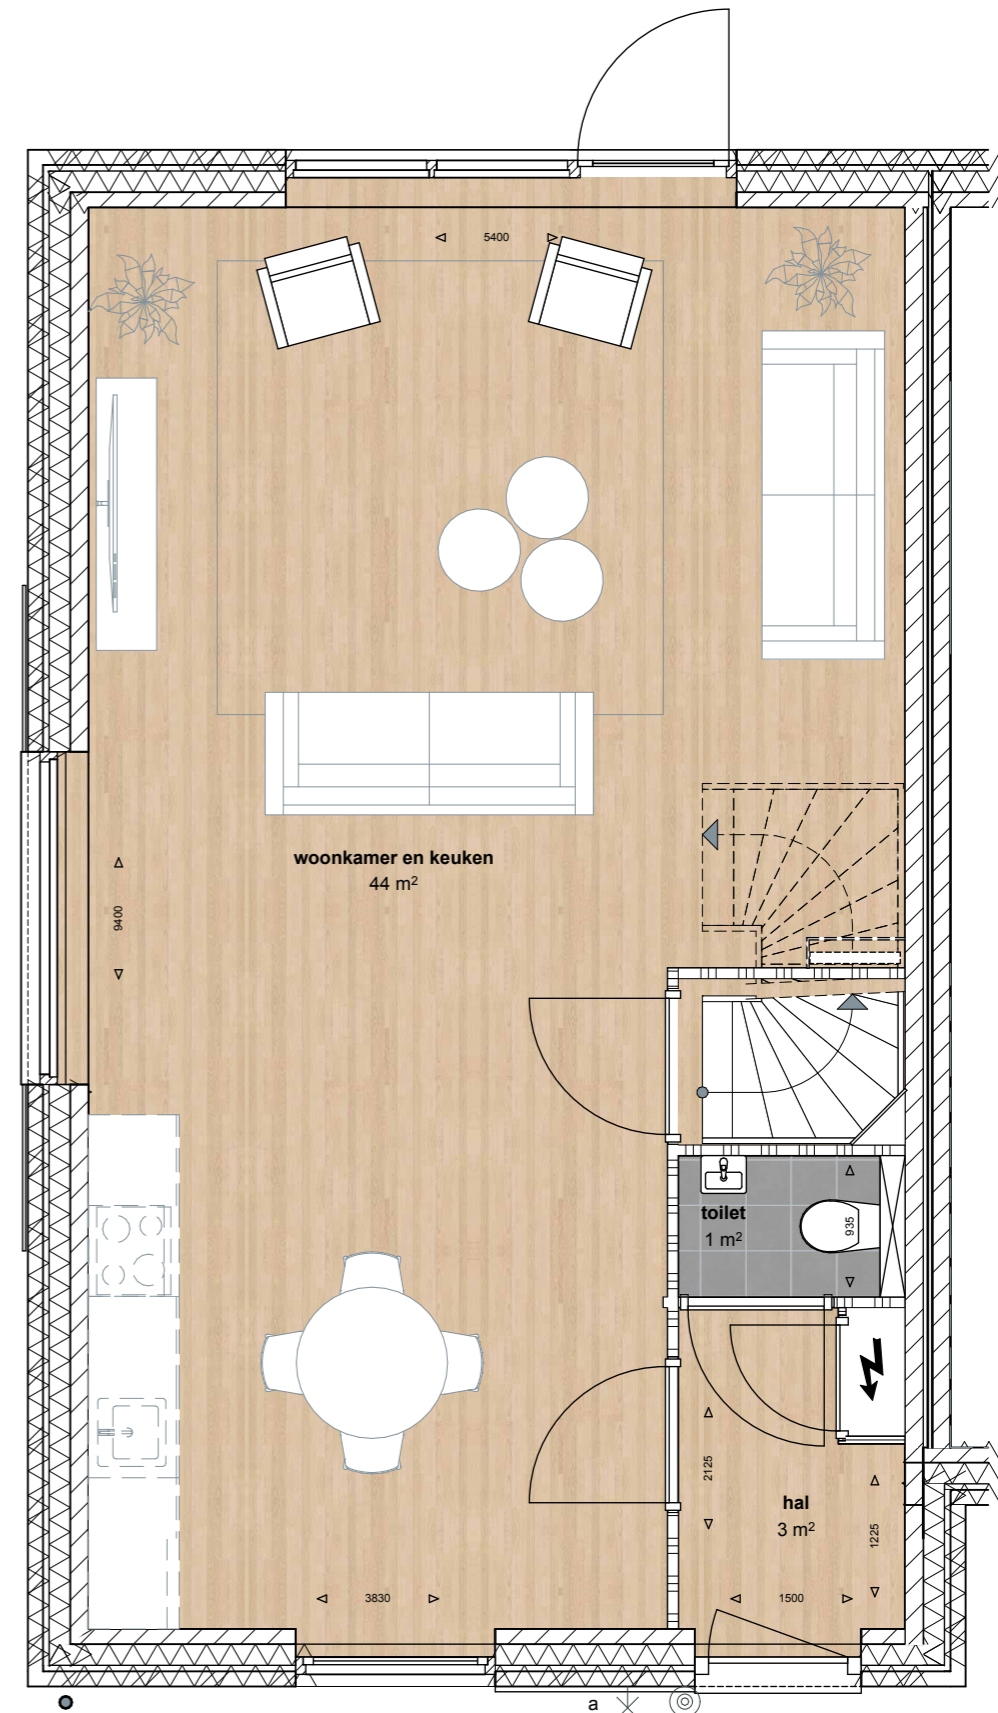 5400
woonkamer en keuken
44 m²
9400
toilet
1 m²
935
2125
hal
3 m²
1225
3830
1500
a